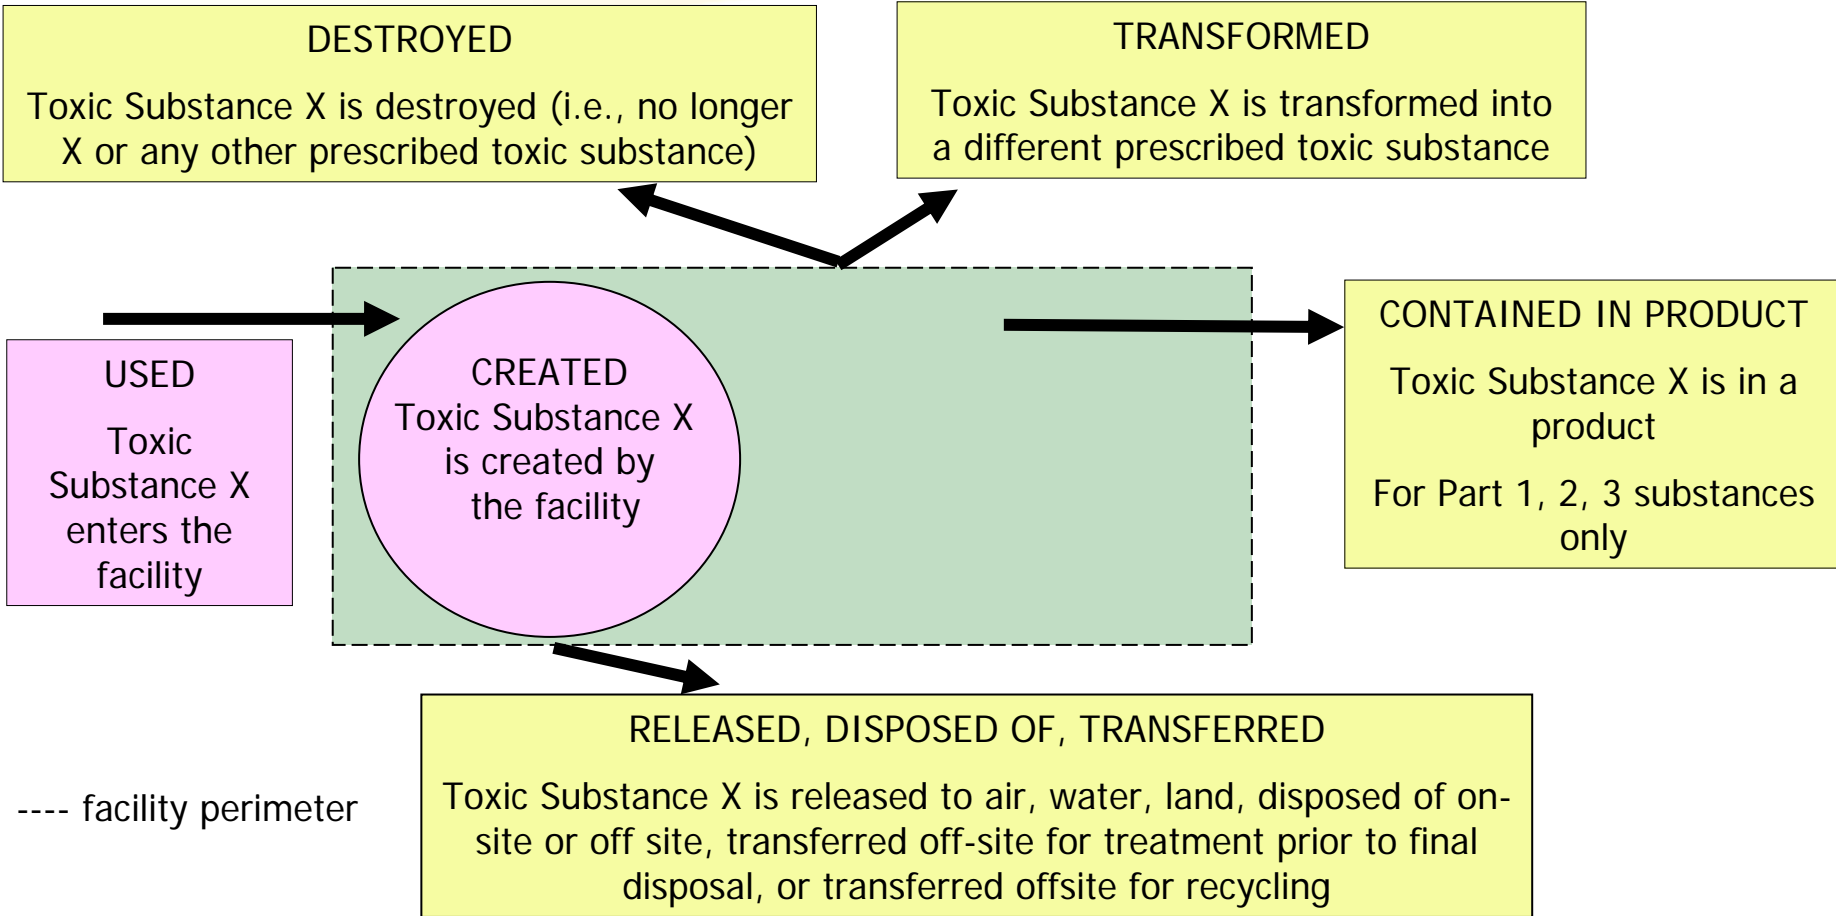 DESTROYED
Toxic Substance X is destroyed (i.e., no longer
X or any other prescribed toxic substance)
TRANSFORMED
Toxic Substance X is transformed into
a different prescribed toxic substance
USED
Toxic
Substance X
enters the
facility
CREATED
Toxic Substance X
is created by
the facility
CONTAINED IN PRODUCT
Toxic Substance X is in a
product
For Part 1, 2, 3 substances
only
RELEASED, DISPOSED OF, TRANSFERRED
Toxic Substance X is released to air, water, land, disposed of on-
site or off site, transferred off-site for treatment prior to final
disposal, or transferred offsite for recycling
---- facility perimeter